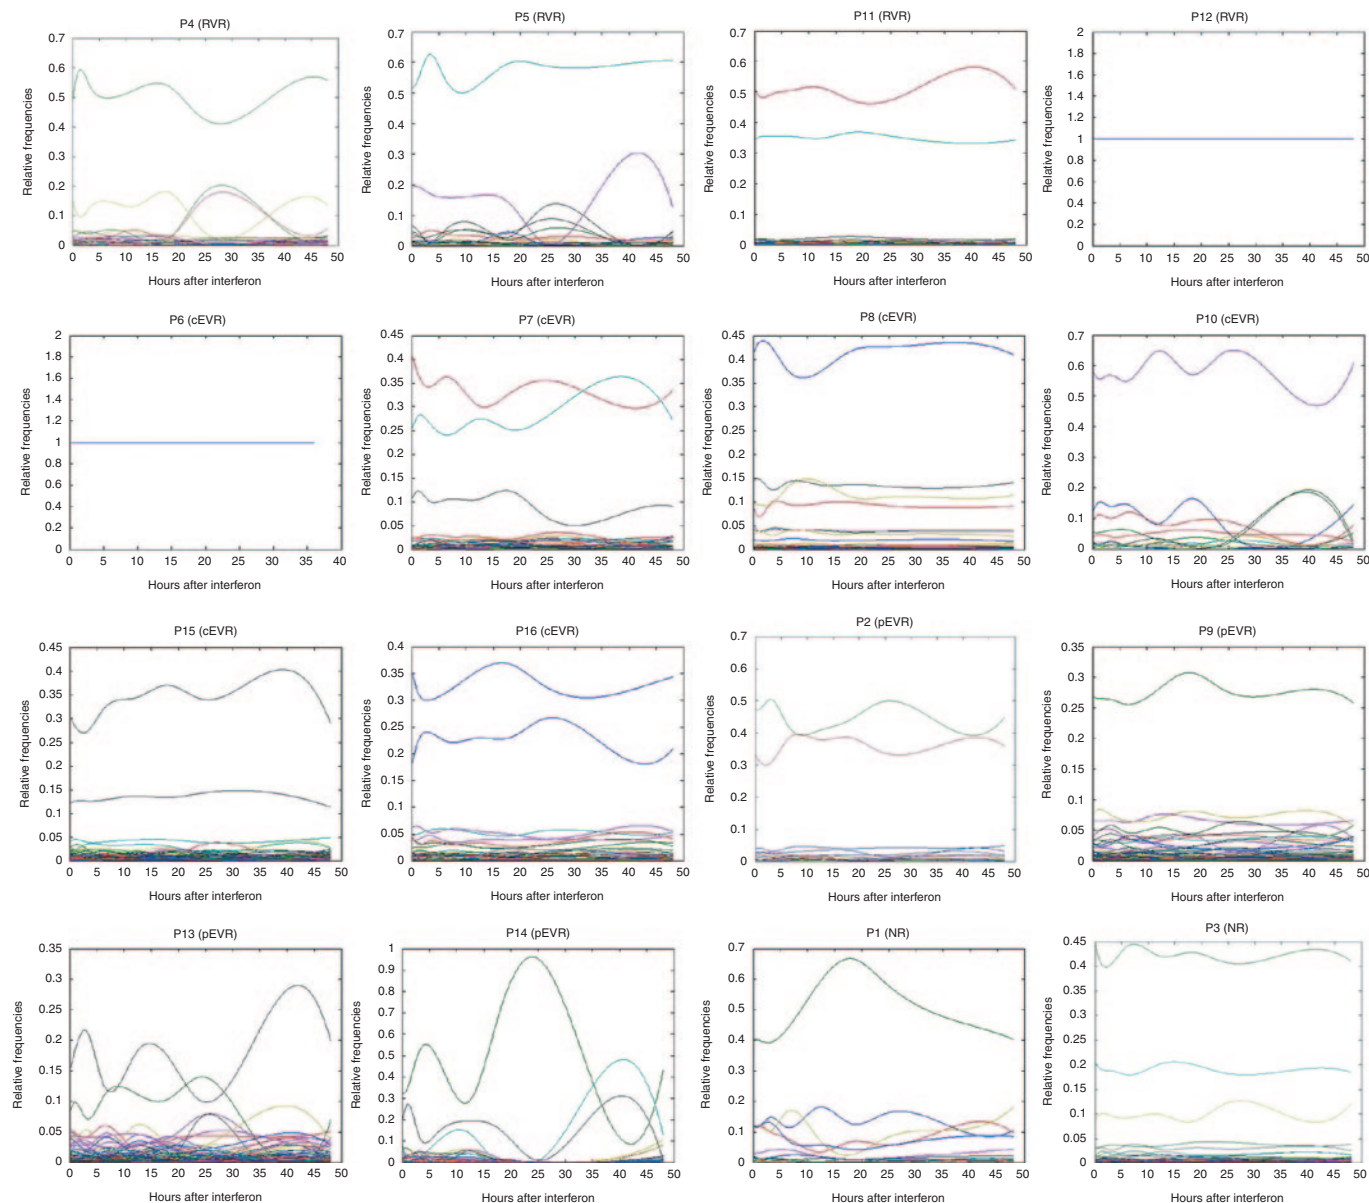 P4 (RVR)
0.7
0.6
0.5
0.4
0.3
0.2
0.1
0
Relative frequencies
0 5 10 15 20 25 30 35 40 45 50
Hours after interferon
P5 (RVR)
0.7
0.6
0.5
0.4
0.3
0.2
0.1
0
Relative frequencies
0 5 10 15 20 25 30 35 40 45 50
Hours after interferon
P11 (RVR)
0.7
0.6
0.5
0.4
0.3
0.2
0.1
0
Relative frequencies
0 5 10 15 20 25 30 35 40 45 50
Hours after interferon
P12 (RVR)
2
1.8
1.6
1.4
1.2
1
0.8
0.6
0.4
0.2
0
Relative frequencies
0 5 10 15 20 25 30 35 40 45 50
Hours after interferon
P6 (cEVR)
2
1.8
1.6
1.4
1.2
1
0.8
0.6
0.4
0.2
0
Relative frequencies
0 5 10 15 20 25 30 35 40
Hours after interferon
P7 (cEVR)
0.45
0.4
0.35
0.3
0.25
0.2
0.15
0.1
0.05
0
Relative frequencies
0 5 10 15 20 25 30 35 40 45 50
Hours after interferon
P8 (cEVR)
0.45
0.4
0.35
0.3
0.25
0.2
0.15
0.1
0.05
0
Relative frequencies
0 5 10 15 20 25 30 35 40 45 50
Hours after interferon
P10 (cEVR)
0.7
0.6
0.5
0.4
0.3
0.2
0.1
0
Relative frequencies
0 5 10 15 20 25 30 35 40 45 50
Hours after interferon
P15 (cEVR)
0.45
0.4
0.35
0.3
0.25
0.2
0.15
0.1
0.05
0
Relative frequencies
0 5 10 15 20 25 30 35 40 45 50
Hours after interferon
P16 (cEVR)
0.4
0.35
0.3
0.25
0.2
0.15
0.1
0.05
0
Relative frequencies
0 5 10 15 20 25 30 35 40 45 50
Hours after interferon
P2 (pEVR)
0.7
0.6
0.5
0.4
0.3
0.2
0.1
0
Relative frequencies
0 5 10 15 20 25 30 35 40 45 50
Hours after interferon
P9 (pEVR)
0.35
0.3
0.25
0.2
0.15
0.1
0.05
0
Relative frequencies
0 5 10 15 20 25 30 35 40 45 50
Hours after interferon
P13 (pEVR)
0.35
0.3
0.25
0.2
0.15
0.1
0.05
0
Relative frequencies
0 5 10 15 20 25 30 35 40 45 50
Hours after interferon
P14 (pEVR)
1
0.9
0.8
0.7
0.6
0.5
0.4
0.3
0.2
0.1
0
Relative frequencies
0 5 10 15 20 25 30 35 40 45 50
Hours after interferon
P1 (NR)
0.7
0.6
0.5
0.4
0.3
0.2
0.1
0
Relative frequencies
0 5 10 15 20 25 30 35 40 45 50
Hours after interferon
P3 (NR)
0.45
0.4
0.35
0.3
0.25
0.2
0.15
0.1
0.05
0
Relative frequencies
0 5 10 15 20 25 30 35 40 45 50
Hours after interferon